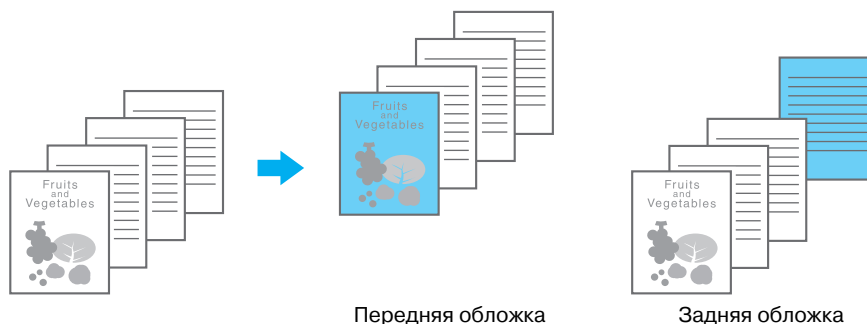 Fruits
and
Vegetables
Fruits
and
Vegetables
Fruits
and
Vegetables
Передняя обложка
Задняя обложка